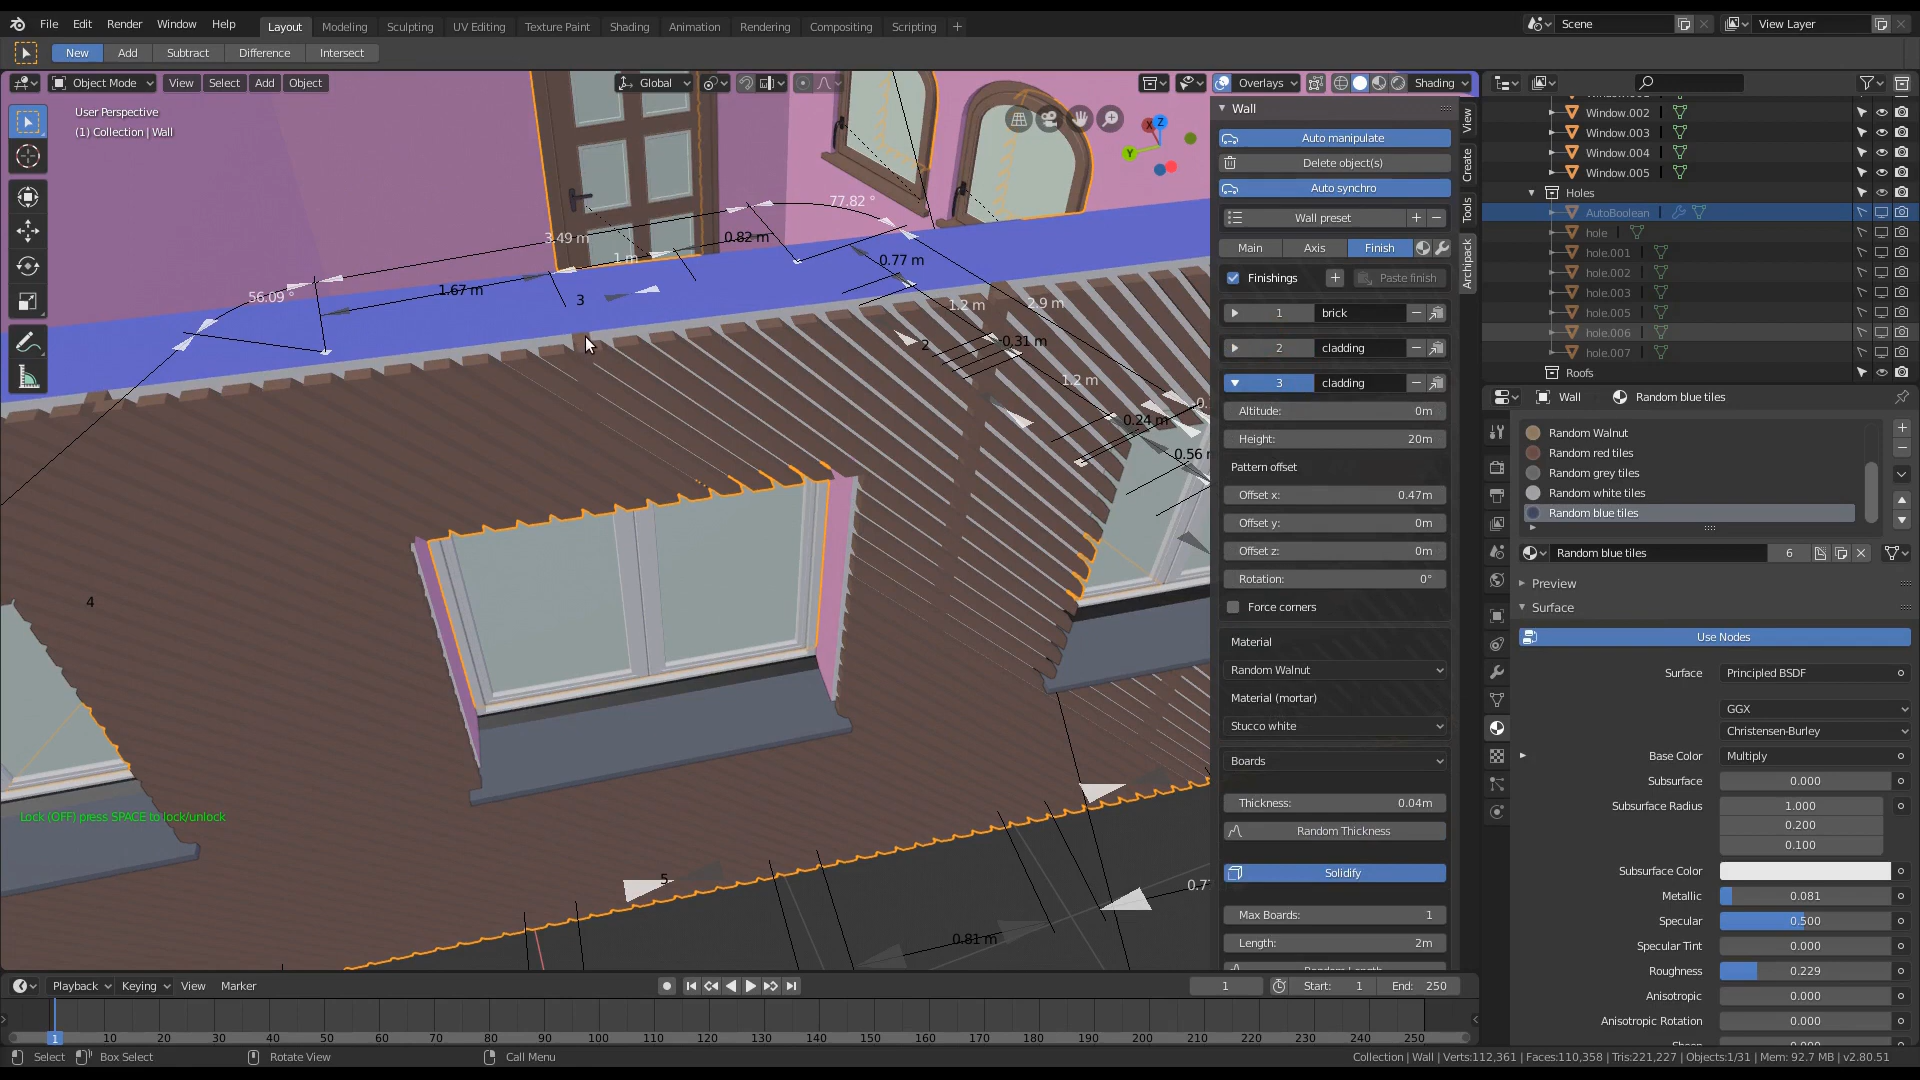 File Edit Render Window Help Layout Modeling Sculpting UV Editing Texture Paint Shading Animation Rendering Compositing Scripting + Scene View Layer
New Add Subtract Difference Intersect
Object Mode View Select Add Object Global Overlays Shading
User Perspective
(1) Collection | Wall
X Z
Y
77.82 °
3.49 m
0.82 m
1 m
0.77 m
56.09 °
1.67 m
3
1.2 m
2.9 m
2
0.31 m
1.2 m
0.24 m
0.56
4
Lock (OFF) press SPACE to lock/unlock
5
0.81 m
View
Create
Tools
Archipack
Wall
Auto manipulate
Delete object(s)
Auto synchro
Wall preset
Main Axis Finish
Finishings + Paste finish
1 brick
2 cladding
3 cladding
Altitude: 0m
Height: 20m
Pattern offset
Offset x: 0.47m
Offset y: 0m
Offset z: 0m
Rotation: 0°
Force corners
Material
Random Walnut
Material (mortar)
Stucco white
Boards
Thickness: 0.04m
Random Thickness
Solidify
Max Boards: 1
Length: 2m
Window.002
Window.003
Window.004
Window.005
Holes
AutoBoolean
hole
hole.001
hole.002
hole.003
hole.005
hole.006
hole.007
Roofs
Wall Random blue tiles
Random Walnut
Random red tiles
Random grey tiles
Random white tiles
Random blue tiles
Random blue tiles 6
Preview
Surface
Use Nodes
Surface Principled BSDF
GGX
Christensen-Burley
Base Color Multiply
Subsurface 0.000
Subsurface Radius 1.000
0.200
0.100
Subsurface Color
Metallic 0.081
Specular 0.500
Specular Tint 0.000
Roughness 0.229
Anisotropic 0.000
Anisotropic Rotation 0.000
Playback Keying View Marker 1 Start: 1 End: 250
1 10 20 30 40 50 60 70 80 90 100 110 120 130 140 150 160 170 180 190 200 210 220 230 240 250
Select Box Select Rotate View Call Menu Collection | Wall | Verts:112,361 | Faces:110,358 | Tris:221,227 | Objects:1/31 | Mem: 92.7 MB | v2.80.51